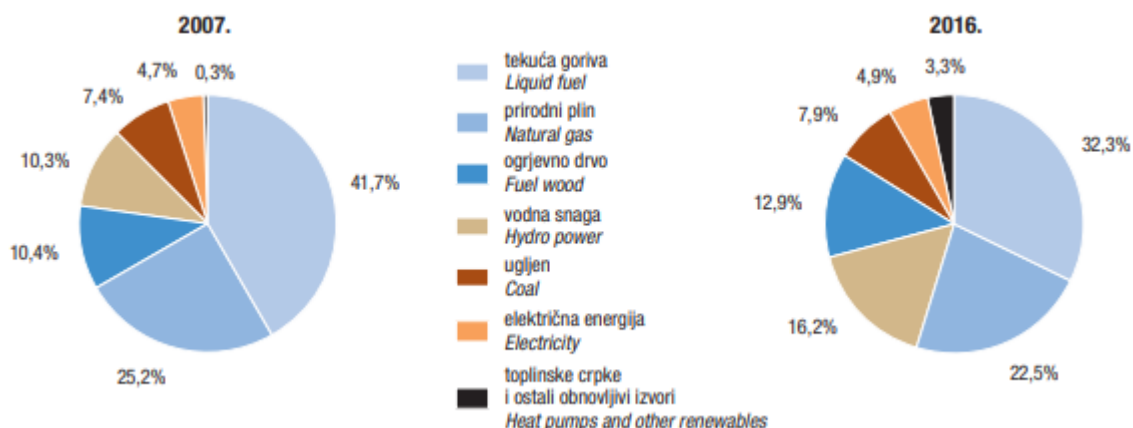 2007.
4,7%
0,3%
7,4%
10,3%
41,7%
10,4%
25,2%
tekuća goriva
Liquid fuel
prirodni plin
Natural gas
ogrjevno drvo
Fuel wood
vodna snaga
Hydro power
ugljen
Coal
električna energija
Electricity
toplinske crpke
i ostali obnovljivi izvori
Heat pumps and other renewables
2016.
3,3%
4,9%
7,9%
32,3%
12,9%
16,2%
22,5%